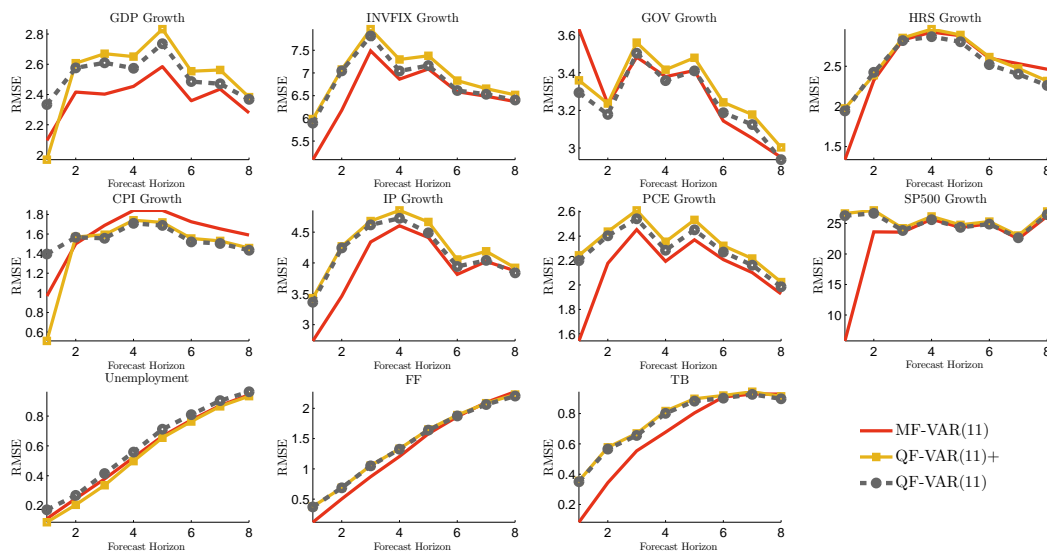 GDP Growth
INVFIX Growth
GOV Growth
HRS Growth
RMSE
2.8
2.6
2.4
2.2
2
2 4 6 8
Forecast Horizon
RMSE
7.5
7
6.5
6
5.5
2 4 6 8
Forecast Horizon
RMSE
3.6
3.4
3.2
3
2 4 6 8
Forecast Horizon
RMSE
2.5
2
1.5
2 4 6 8
Forecast Horizon
CPI Growth
IP Growth
PCE Growth
SP500 Growth
RMSE
1.8
1.6
1.4
1.2
1
0.8
0.6
2 4 6 8
Forecast Horizon
RMSE
4.5
4
3.5
3
2 4 6 8
Forecast Horizon
RMSE
2.6
2.4
2.2
2
1.8
1.6
2 4 6 8
Forecast Horizon
RMSE
25
20
15
10
2 4 6 8
Forecast Horizon
Unemployment
FF
TB
RMSE
0.8
0.6
0.4
0.2
2 4 6 8
Forecast Horizon
RMSE
2
1.5
1
0.5
2 4 6 8
Forecast Horizon
RMSE
0.8
0.6
0.4
0.2
2 4 6 8
Forecast Horizon
MF-VAR(11)
QF-VAR(11)+
QF-VAR(11)